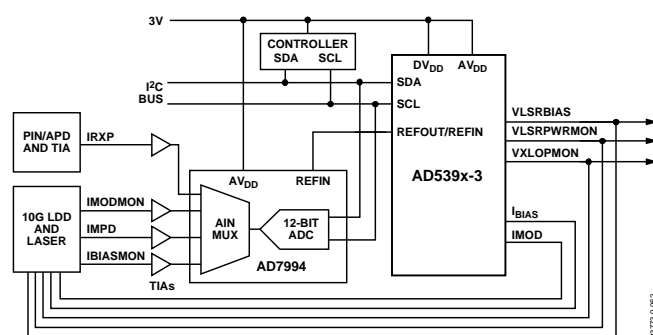 3V
CONTROLLER
SDA SCL
DVDD AVDD
I2C
BUS
SDA
SCL
REFOUT/REFIN
AD539x-3
VLSRBIAS
VLSRPWRMON
VXLOPMON
IBIAS
IMOD
PIN/APD
AND TIA
IRXP
AVDD REFIN
10G LDD
AND
LASER
IMODMON
IMPD
IBIASMON
TIAs
AIN
MUX
12-BIT
ADC
AD7994